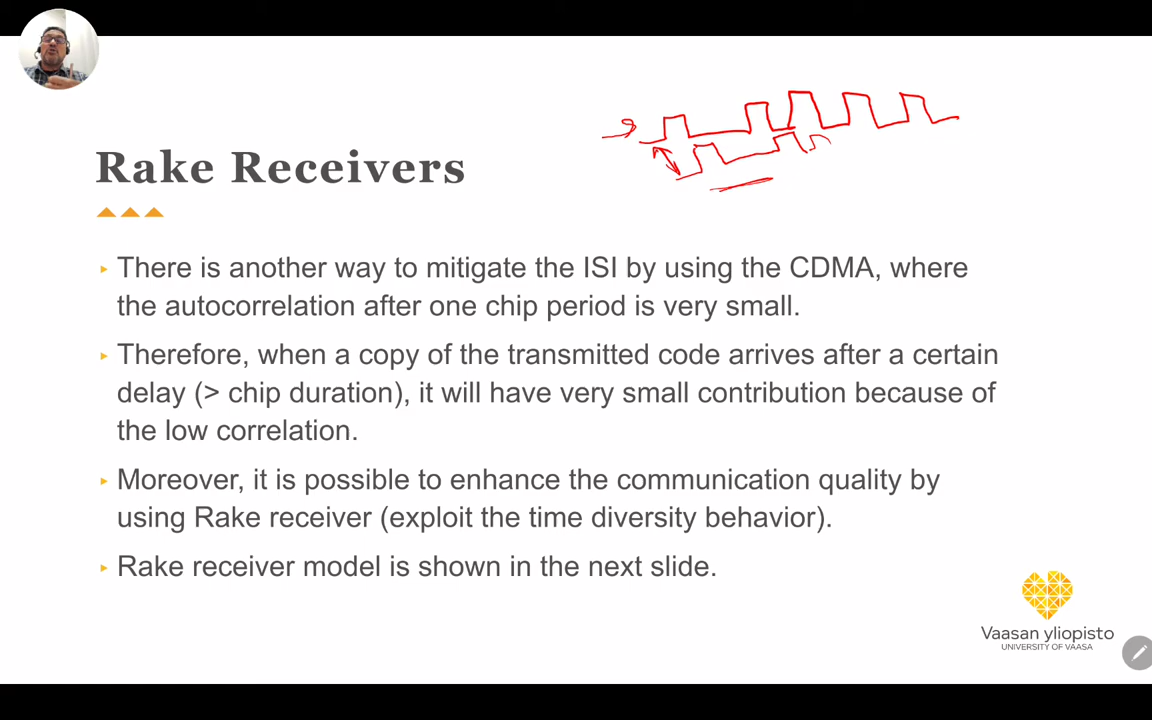 Rake Receivers
There is another way to mitigate the ISI by using the CDMA, where
the autocorrelation after one chip period is very small.
Therefore, when a copy of the transmitted code arrives after a certain
delay (> chip duration), it will have very small contribution because of
the low correlation.
Moreover, it is possible to enhance the communication quality by
using Rake receiver (exploit the time diversity behavior).
Rake receiver model is shown in the next slide.
Vaasan yliopisto
UNIVERSITY OF VAASA